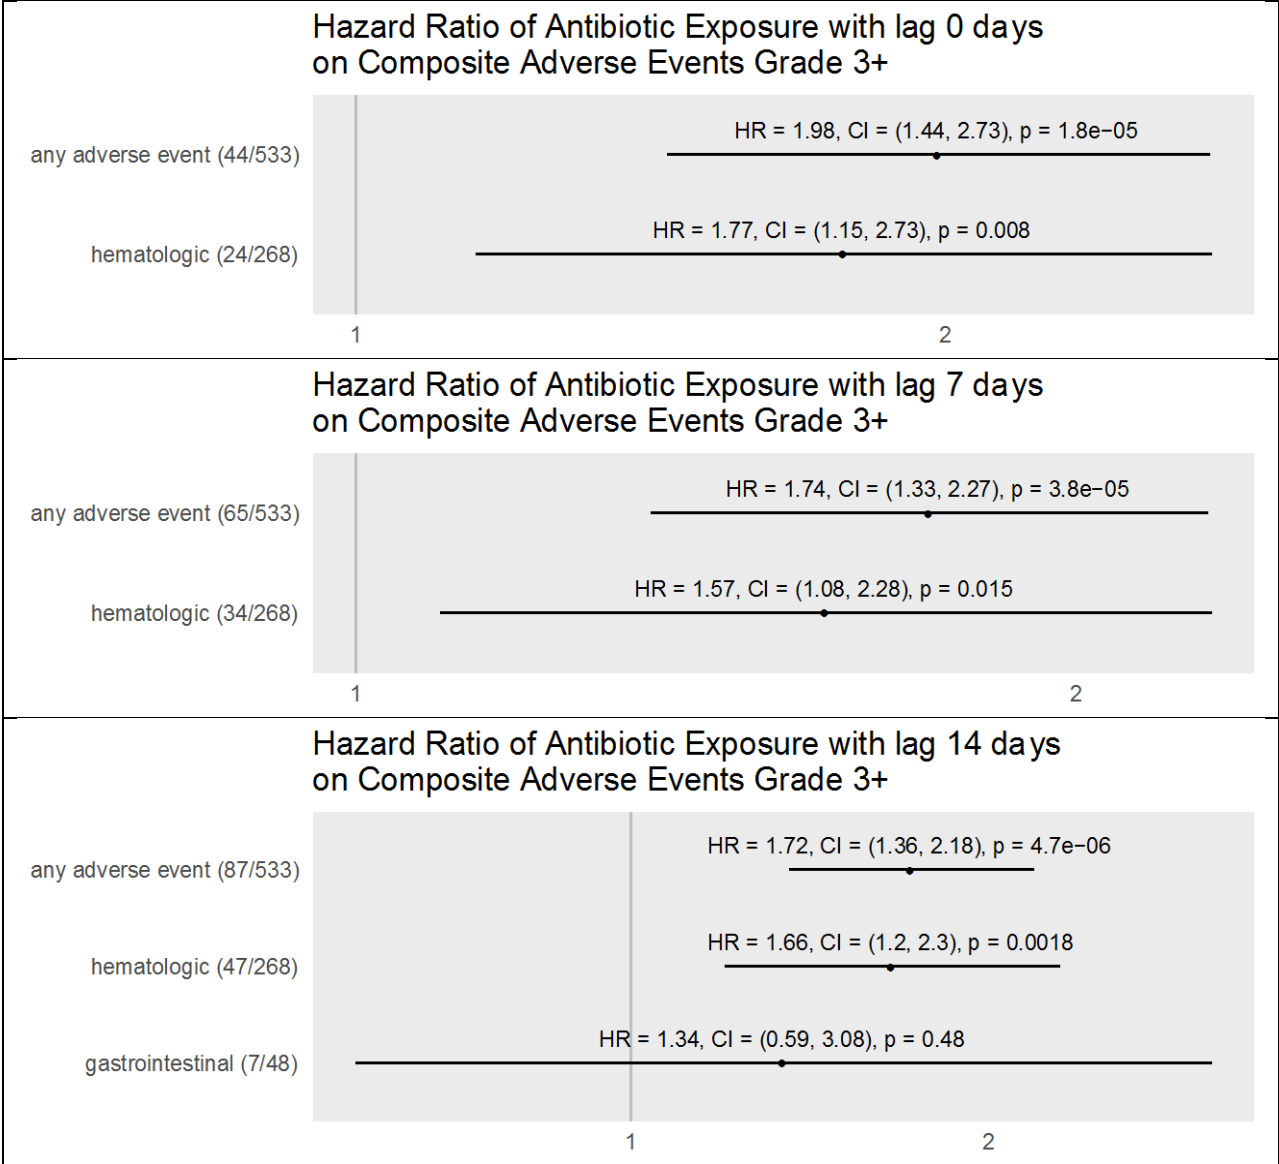 Hazard Ratio of Antibiotic Exposure with lag 0 days
on Composite Adverse Events Grade 3+
HR = 1.98, CI = (1.44, 2.73), p = 1.8e−05
any adverse event (44/533)
HR = 1.77, CI = (1.15, 2.73), p = 0.008
hematologic (24/268)
1 2
Hazard Ratio of Antibiotic Exposure with lag 7 days
on Composite Adverse Events Grade 3+
HR = 1.74, CI = (1.33, 2.27), p = 3.8e−05
any adverse event (65/533)
HR = 1.57, CI = (1.08, 2.28), p = 0.015
hematologic (34/268)
1 2
Hazard Ratio of Antibiotic Exposure with lag 14 days
on Composite Adverse Events Grade 3+
HR = 1.72, CI = (1.36, 2.18), p = 4.7e−06
any adverse event (87/533)
HR = 1.66, CI = (1.2, 2.3), p = 0.0018
hematologic (47/268)
HR = 1.34, CI = (0.59, 3.08), p = 0.48
gastrointestinal (7/48)
1 2